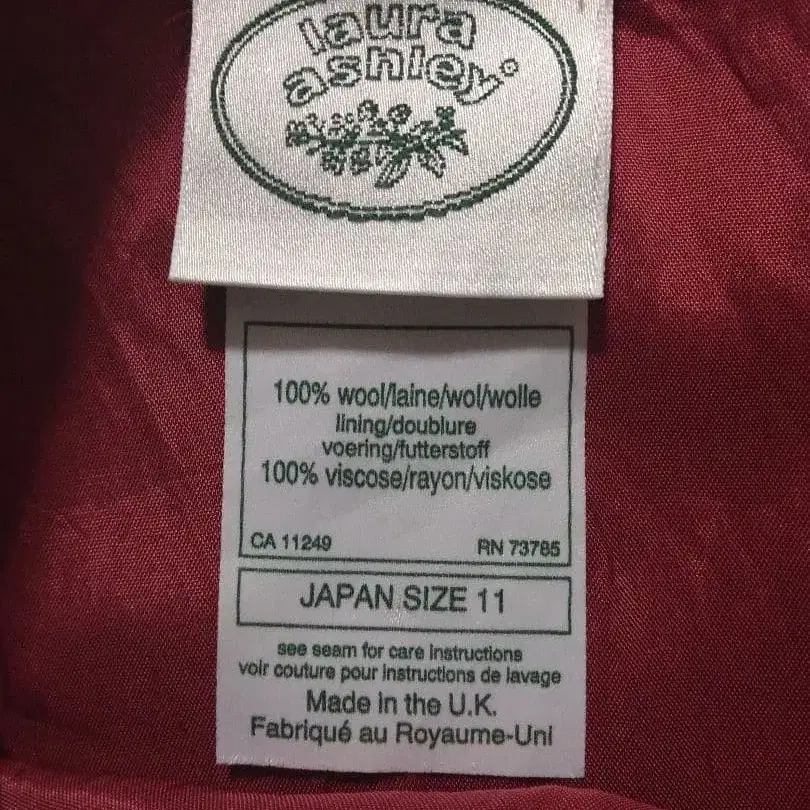 laura
ashley
100% wool/laine/wol/wolle
lining/doublure
voering/futterstoff
100% viscose/rayon/viskose
CA 11249 RN 73785
JAPAN SIZE 11
see seam for care instructions
voir couture pour instructions de lavage
Made in the U.K.
Fabriqué au Royaume-Uni